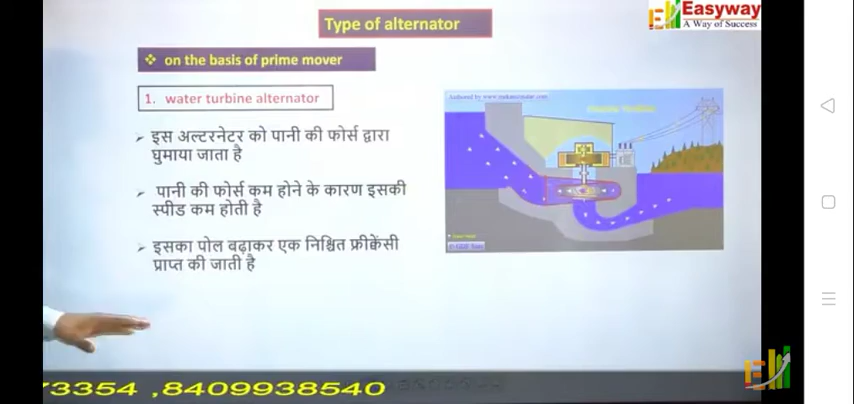 Type of alternator
Easyway
A Way of Success
❖ on the basis of prime mover
1. water turbine alternator
➢ इस अल्टरनेटर को पानी की फोर्स द्वारा
घुमाया जाता है
➢ पानी की फोर्स कम होने के कारण इसकी
स्पीड कम होती है
➢ इसका पोल बढ़ाकर एक निश्चित फ्रीक्वेंसी
प्राप्त की जाती है
73354 ,8409938540